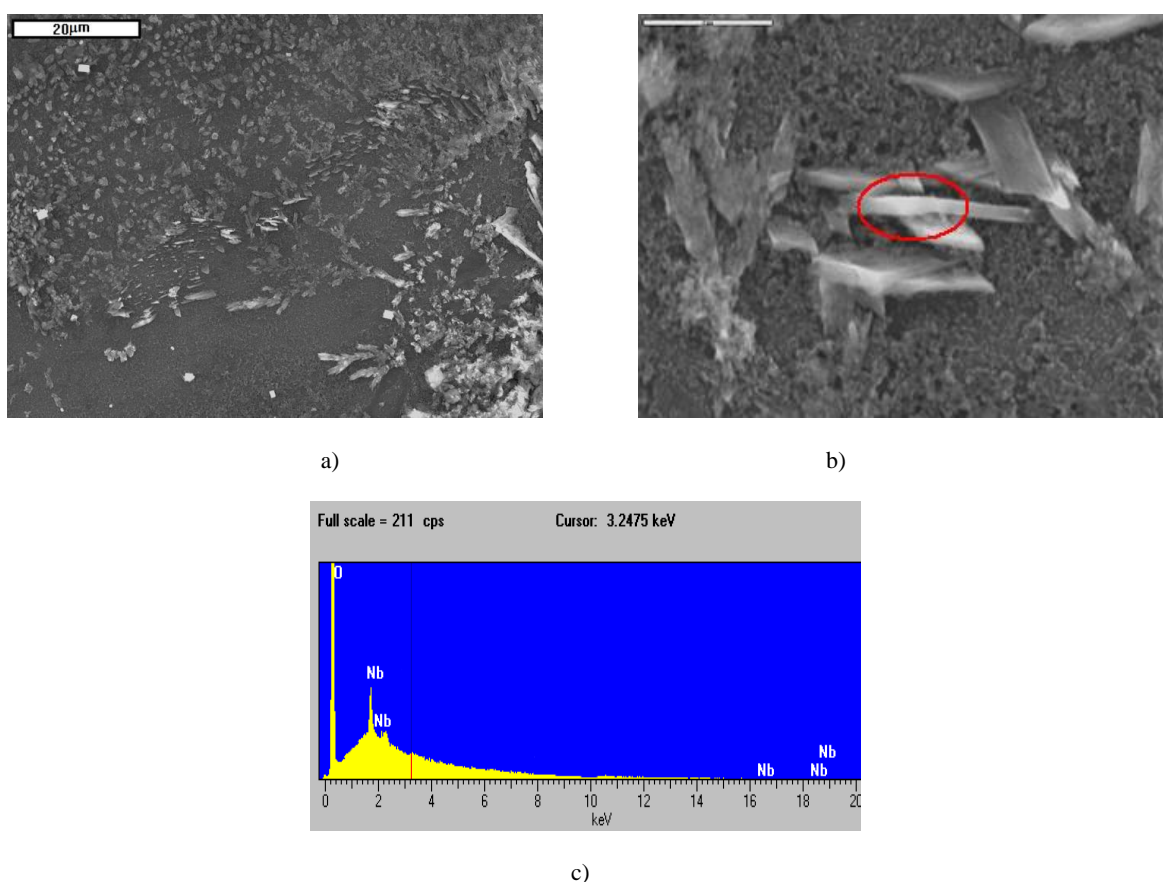 20µm
a)
b)
Full scale = 211 cps Cursor: 3.2475 keV
O
Nb
Nb
Nb
Nb Nb
0 2 4 6 8 10 12 14 16 18 20
keV
c)